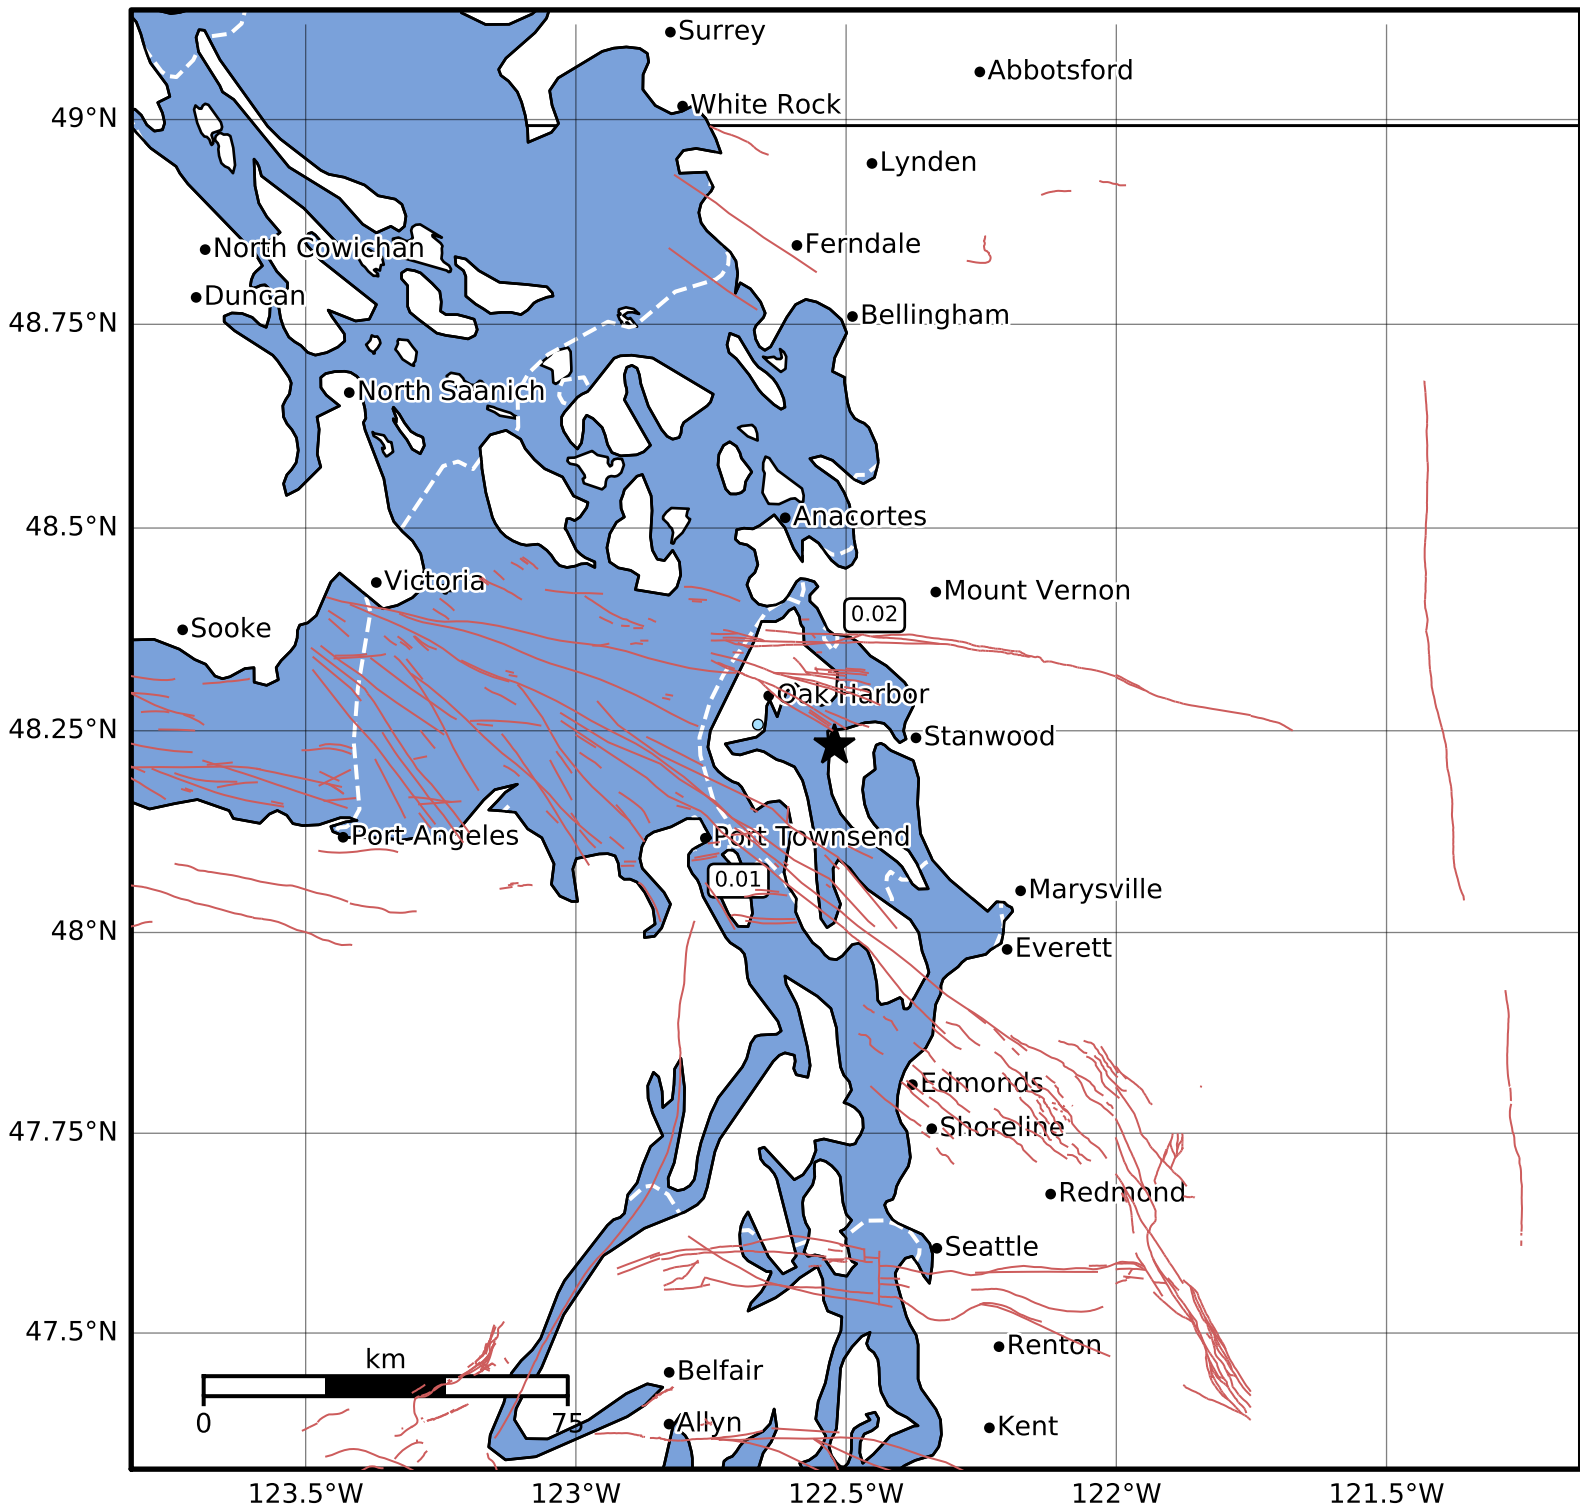 Surrey
Abbotsford
White Rock
49°N
Lynden
North Cowichan
Ferndale
Duncan
Bellingham
48.75°N
North Saanich
Anacortes
48.5°N
Victoria
Mount Vernon
0.02
Sooke
Oak Harbor
Stanwood
48.25°N
Port Angeles
Port Townsend
0.01
Marysville
48°N
Everett
Edmonds
Shoreline
47.75°N
Redmond
Seattle
47.5°N
Renton
km
Belfair
0
75
Allyn
Kent
123.5°W
123°W
122.5°W
122°W
121.5°W